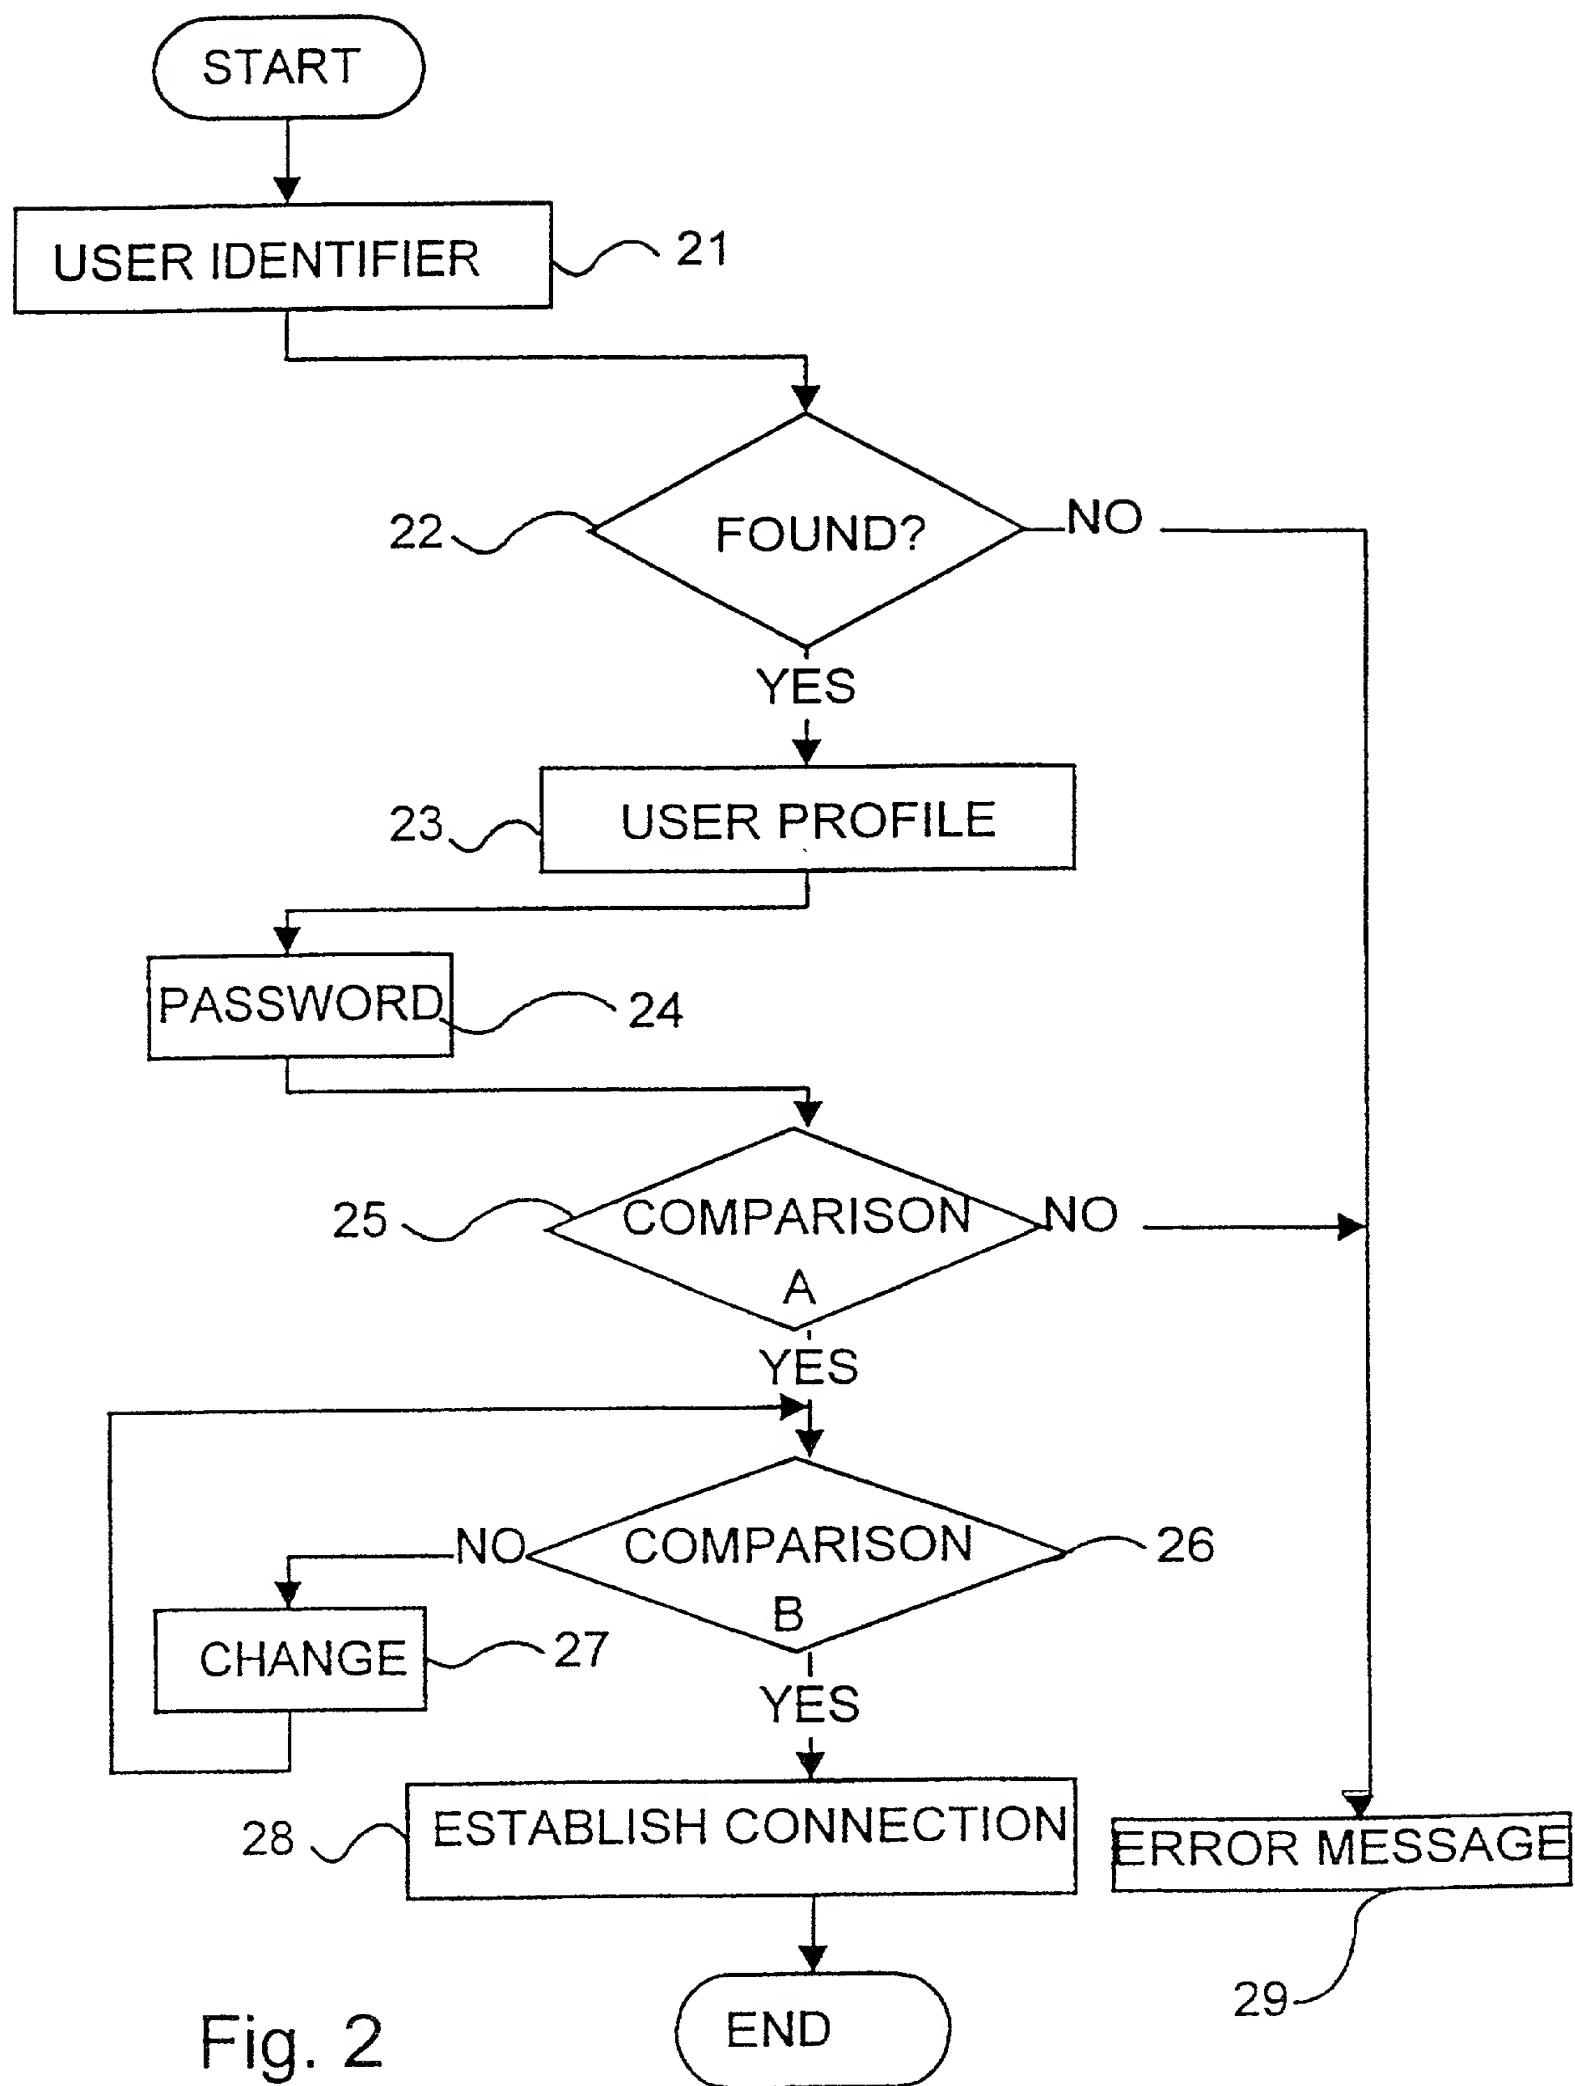 START
USER IDENTIFIER
21
22
FOUND?
NO
YES
23
USER PROFILE
PASSWORD
24
25
COMPARISON
A
NO
YES
NO
COMPARISON
B
26
CHANGE
27
YES
28
ESTABLISH CONNECTION
ERROR MESSAGE
29
END
Fig. 2